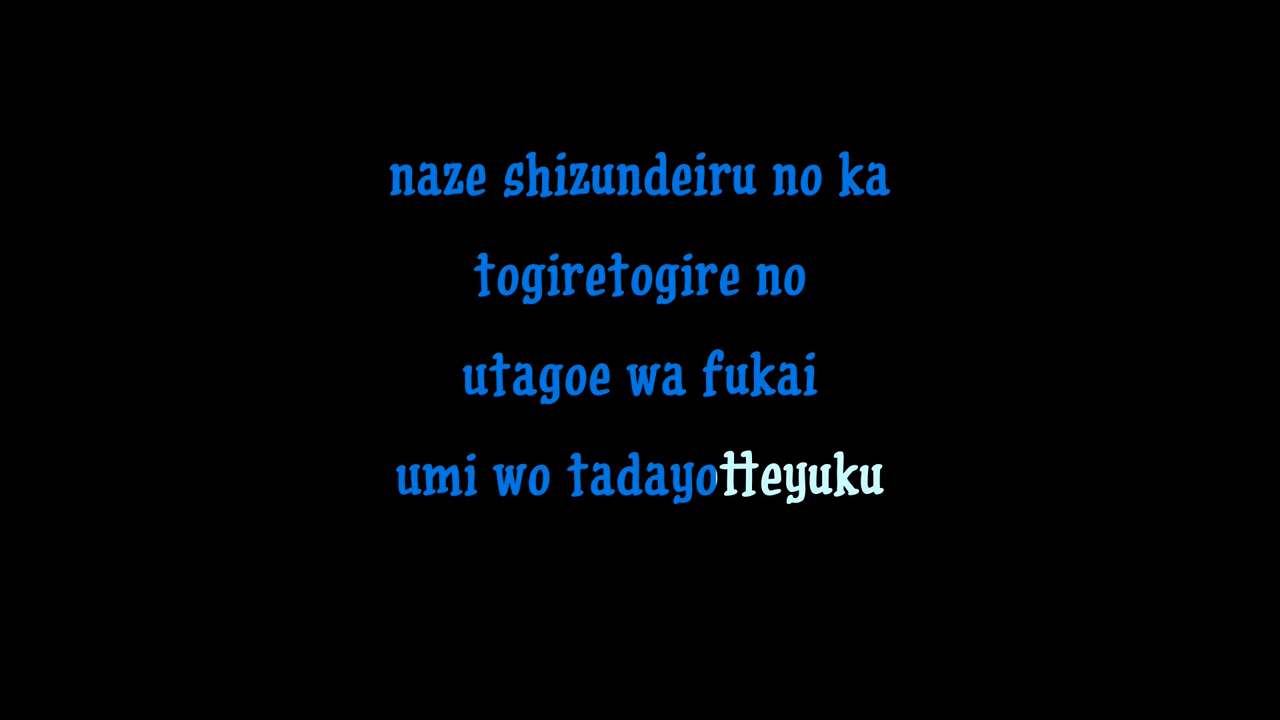 naze shizundeiru no ka
togiretogire no
utagoe wa fukai
umi wo tadayotteyuku